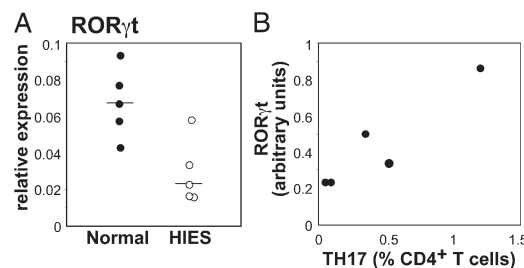 A
RORγt
relative expression
0.1
0.08
0.06
0.04
0.02
0
Normal
HIES
B
RORγt
(arbitrary units)
1
0.8
0.6
0.4
0.2
0
0
0.5
1
1.5
TH17 (% CD4+ T cells)